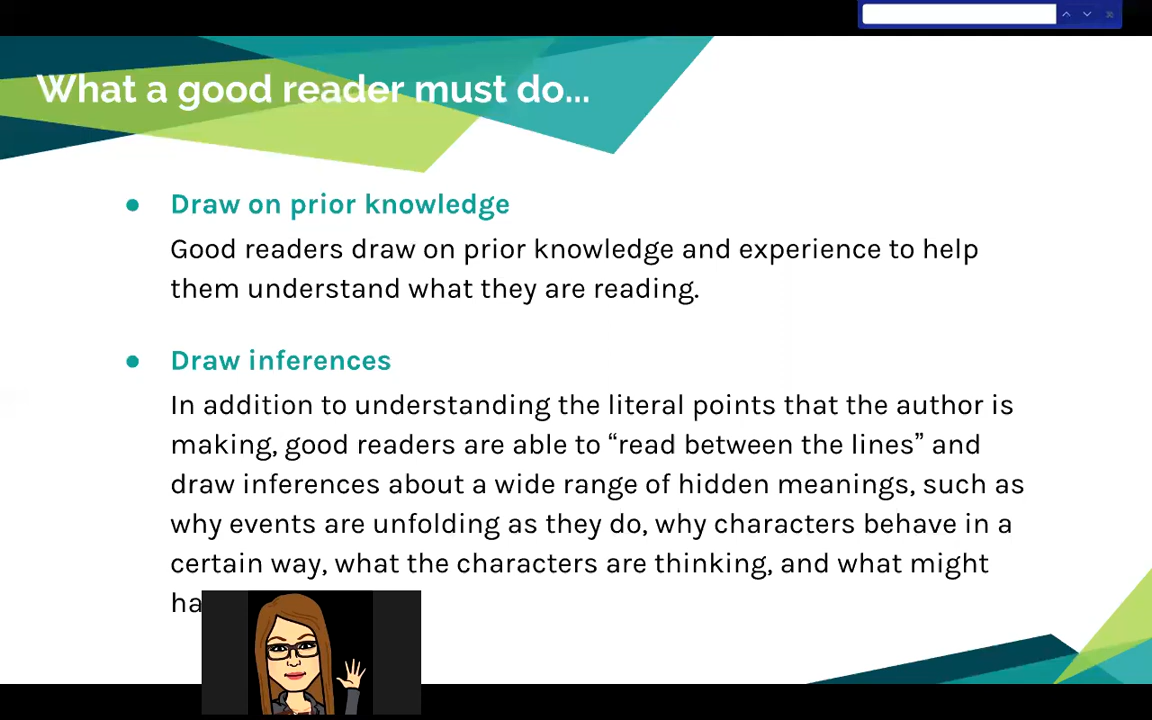 What a good reader must do...
● Draw on prior knowledge
Good readers draw on prior knowledge and experience to help
them understand what they are reading.
● Draw inferences
In addition to understanding the literal points that the author is
making, good readers are able to “read between the lines” and
draw inferences about a wide range of hidden meanings, such as
why events are unfolding as they do, why characters behave in a
certain way, what the characters are thinking, and what might